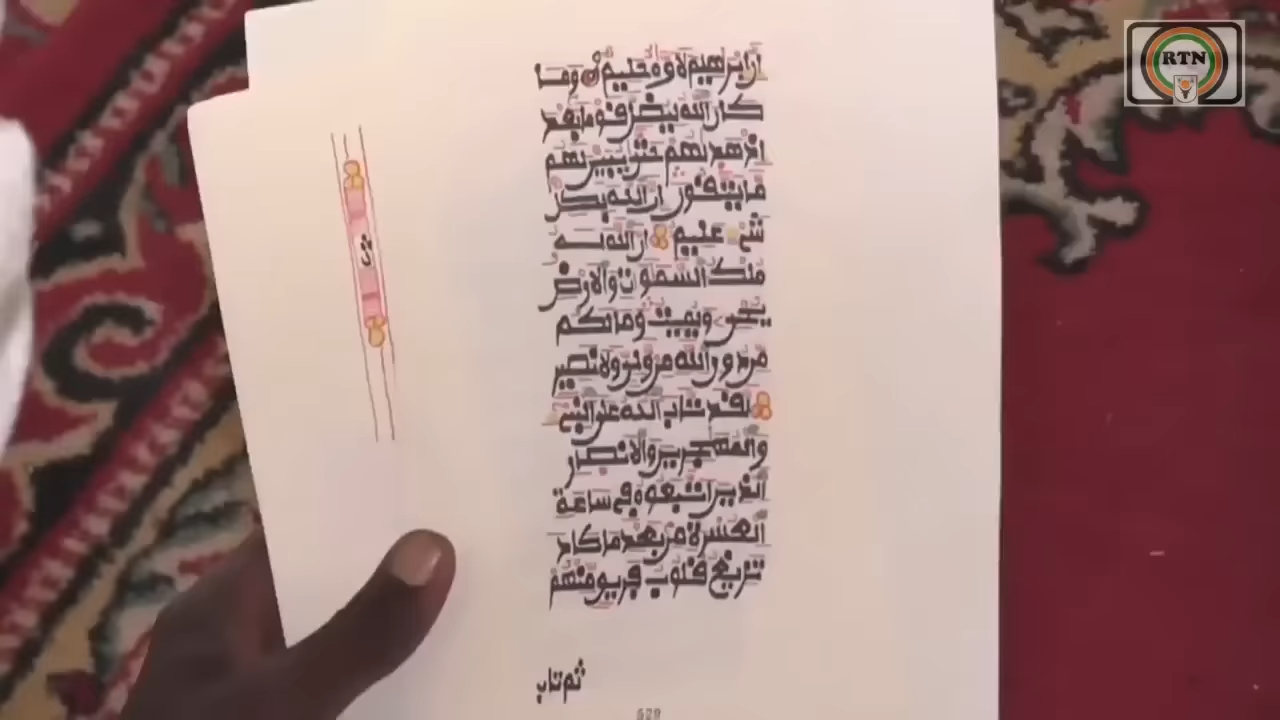 RTN
ان ابرهيم لاوه حليم وما
كان الله ليضل قوما بعد
اذ هديهم حتى يبين لهم
ما يتقون ان الله بكل
شيء عليم ان الله له
ملك السموت والارض
يحي ويميت وما لكم
من دون الله من ولي ولا نصير
لقد تاب الله على النبي
والمهجرين والانصار
الذين اتبعوه في ساعة
العسرة من بعد ما كاد
تزيغ قلوب فريق منهم
ثم تاب